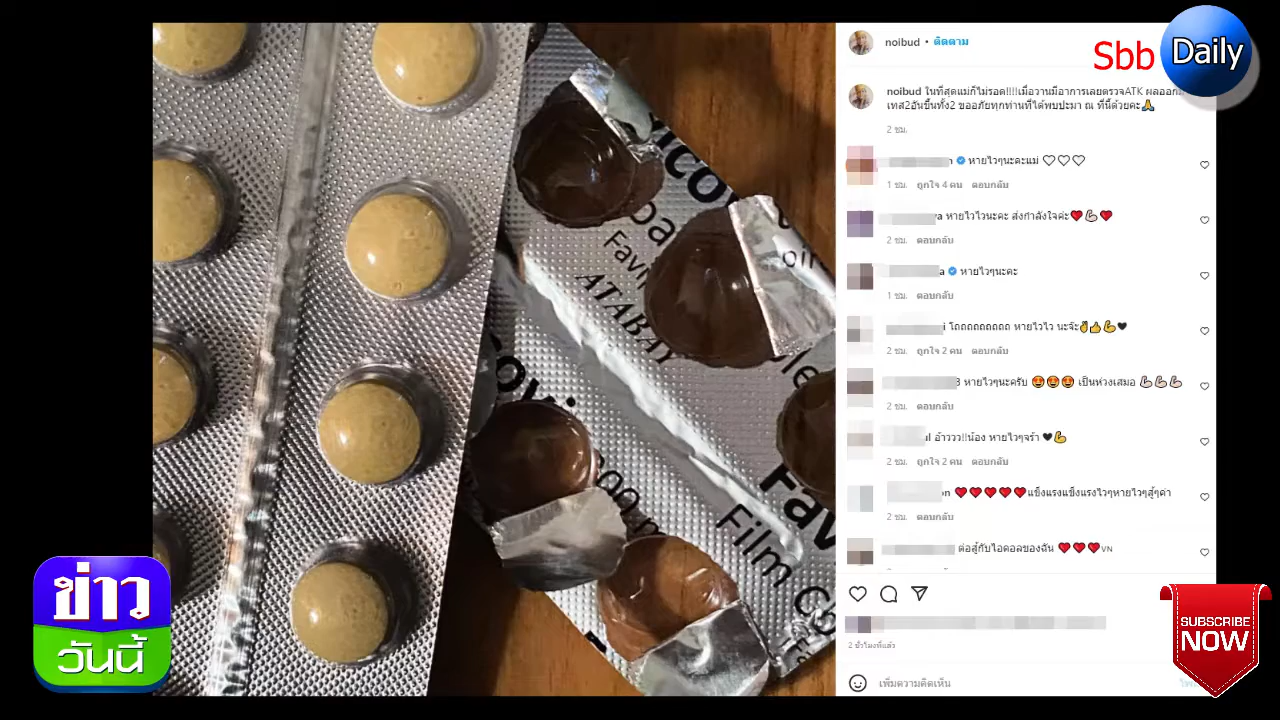 noibud • ติดตาม
Sbb Daily
noibud ในที่สุดแม่ก็ไม่รอด!!!!เมื่อวานมีอาการเลยตรวจATK ผลออกมา
เทส2อันขึ้นทั้ง2 ขออภัยทุกท่านที่ได้พบปะมา ณ ที่นี้ด้วยคะ🙏
2 ชม.
หายไวๆนะคะแม่ 🤍🤍🤍
1 ชม. ถูกใจ 4 คน ตอบกลับ
หายไวไวนะคะ ส่งกำลังใจค่ะ❤️💪🏻❤️
2 ชม. ตอบกลับ
หายไวๆนะคะ
1 ชม. ตอบกลับ
โถถถถถถถถถ หายไวไว นะจ๊ะ✌️👍💪🖤
2 ชม. ถูกใจ 2 คน ตอบกลับ
หายไวๆนะครับ 😍😍😍 เป็นห่วงเสมอ 💪🏻💪🏻💪🏻
2 ชม. ตอบกลับ
อ้าววว!!น้อง หายไวๆจร้า 🖤💪
2 ชม. ถูกใจ 2 คน ตอบกลับ
❤️❤️❤️❤️❤️แข็งแรงแข็งแรงไวๆหายไวๆสู้ๆค่า
2 ชม. ตอบกลับ
ต่อสู้กับไอดอลของฉัน ❤️❤️❤️VN
2 ชั่วโมงที่แล้ว
เพิ่มความคิดเห็น
ATABAY
Film
ข่าว
วันนี้
SUBSCRIBE
NOW